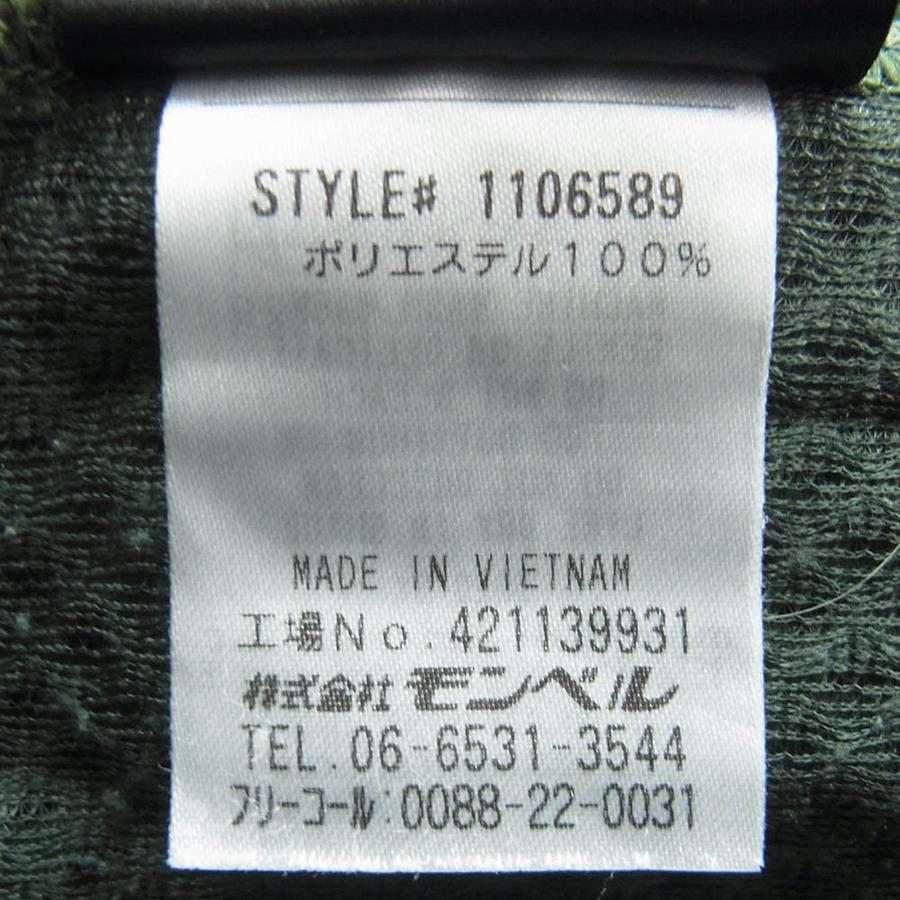 STYLE# 1106589
ポリエステル100%
MADE IN VIETNAM
工場No.421139931
株式会社 モンベル
TEL.06-6531-3544
フリーコール:0088-22-0031